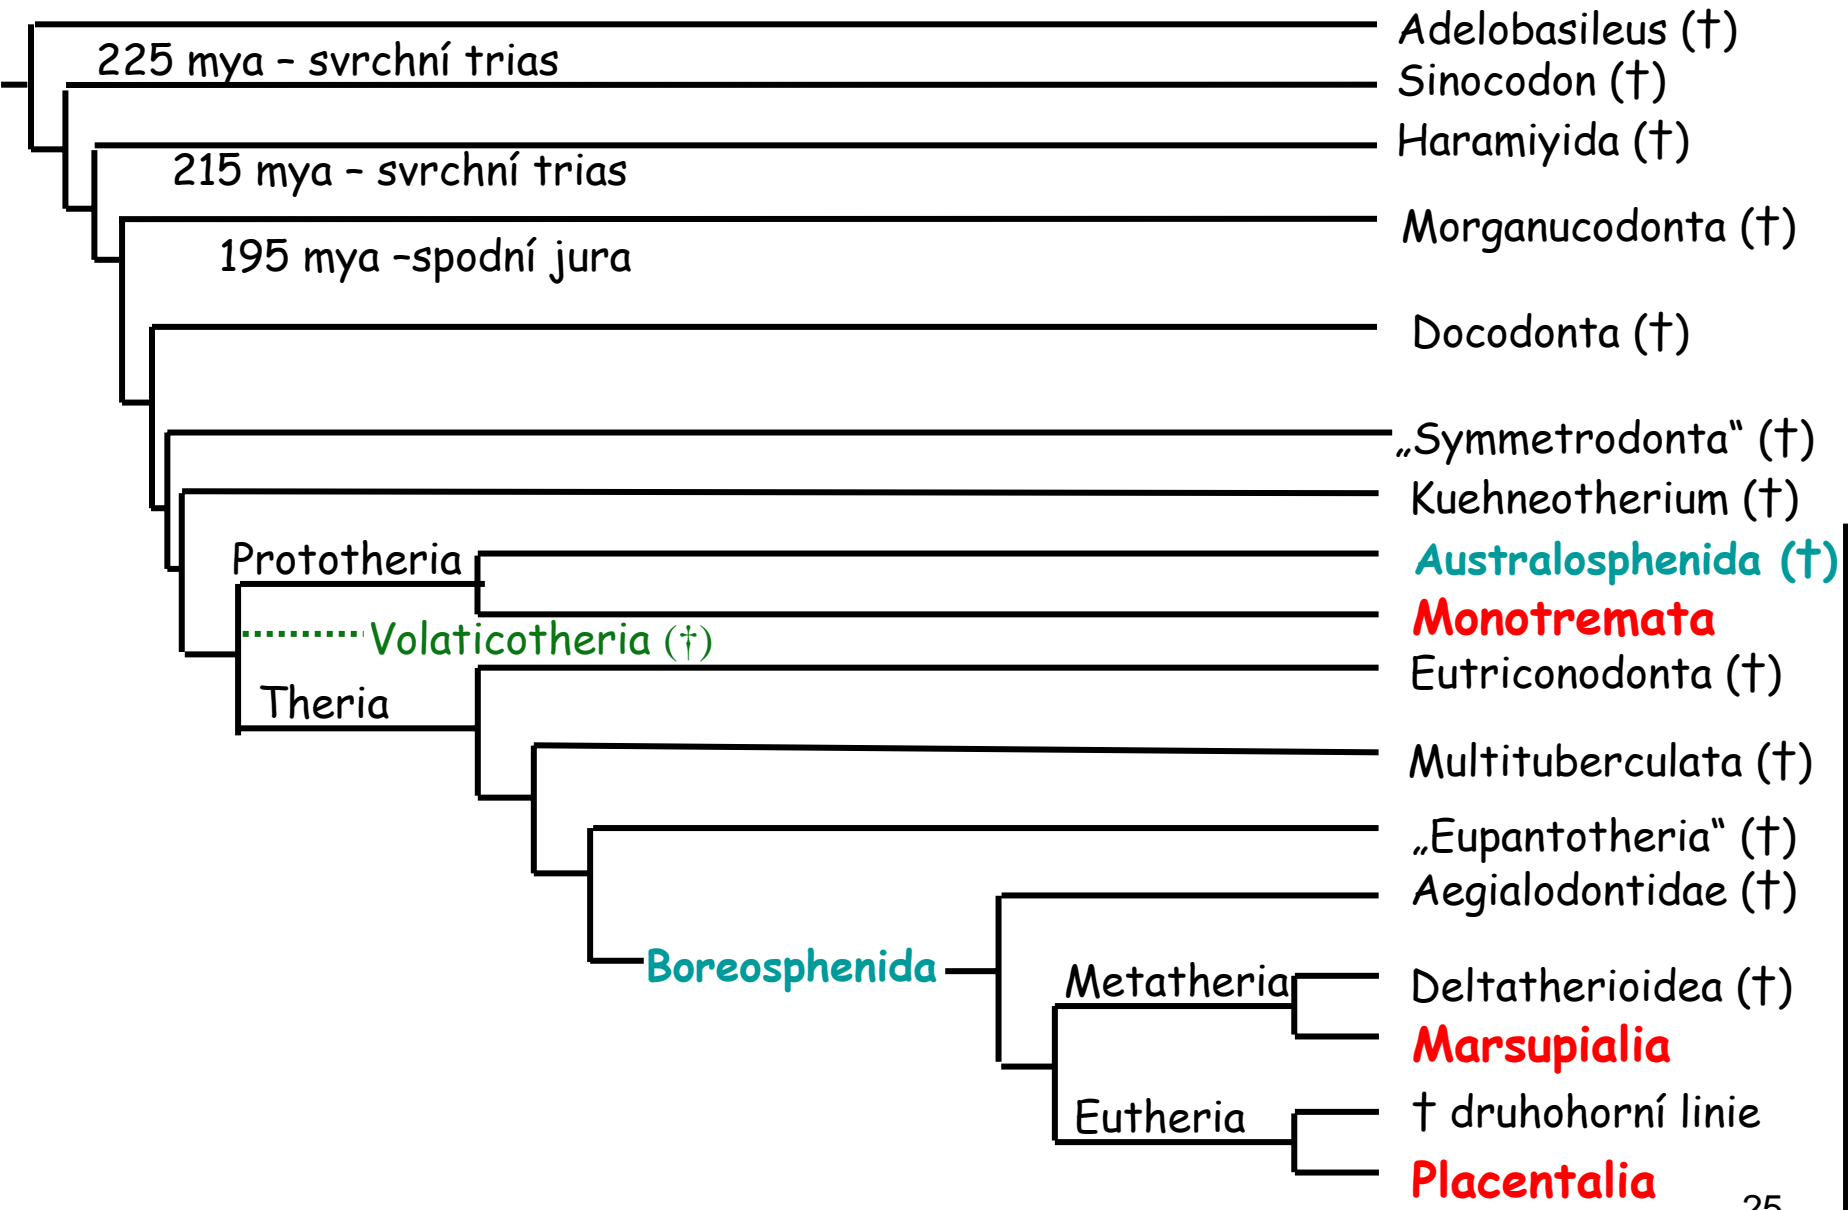 Adelobasileus (†)
225 mya – svrchní trias
Sinocodon (†)
Haramiyida (†)
215 mya – svrchní trias
Morganucodonta (†)
195 mya –spodní jura
Docodonta (†)
„Symmetrodonta“ (†)
Kuehneotherium (†)
Prototheria
Australosphenida (†)
Monotremata
Volaticotheria (†)
Eutriconodonta (†)
Theria
Multituberculata (†)
„Eupantotheria“ (†)
Aegialodontidae (†)
Boreosphenida
Metatheria
Deltatherioidea (†)
Marsupialia
Eutheria
† druhohorní linie
Placentalia
25